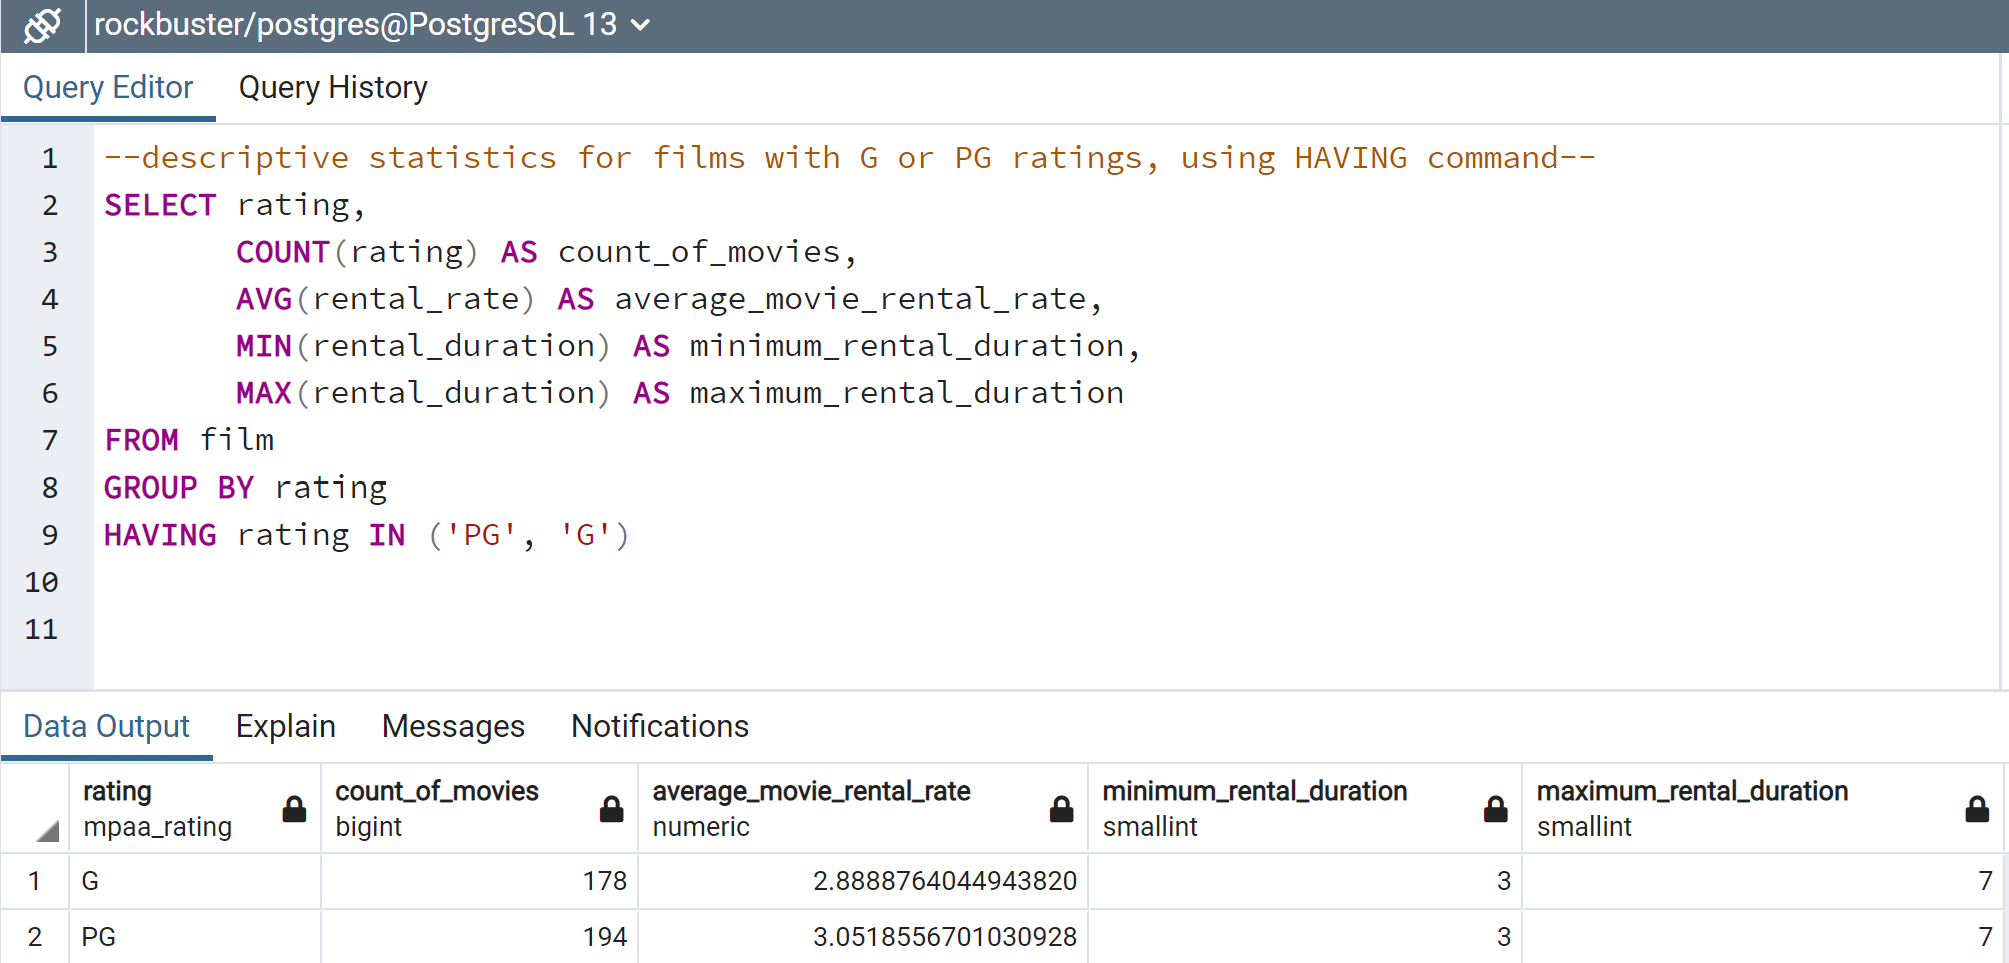 rockbuster/postgres@PostgreSQL 13
Query Editor Query History
1 --descriptive statistics for films with G or PG ratings, using HAVING command--
2 SELECT rating,
3 COUNT(rating) AS count_of_movies,
4 AVG(rental_rate) AS average_movie_rental_rate,
5 MIN(rental_duration) AS minimum_rental_duration,
6 MAX(rental_duration) AS maximum_rental_duration
7 FROM film
8 GROUP BY rating
9 HAVING rating IN ('PG', 'G')
10
11
Data Output Explain Messages Notifications
rating count_of_movies average_movie_rental_rate minimum_rental_duration maximum_rental_duration
mpaa_rating bigint numeric smallint smallint
1 G 178 2.8888764044943820 3 7
2 PG 194 3.0518556701030928 3 7